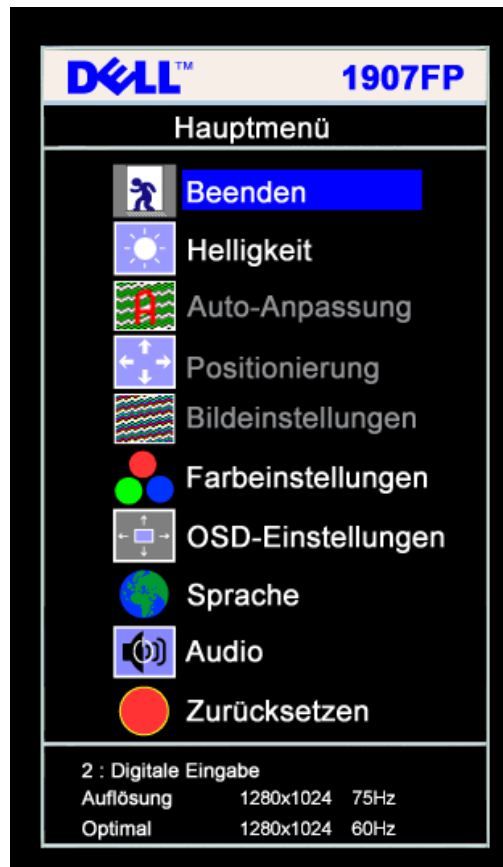 DELL™ 1907FP
Hauptmenü
Beenden
Helligkeit
Auto-Anpassung
Positionierung
Bildeinstellungen
Farbeinstellungen
OSD-Einstellungen
Sprache
Audio
Zurücksetzen
2 : Digitale Eingabe
Auflösung 1280x1024 75Hz
Optimal 1280x1024 60Hz